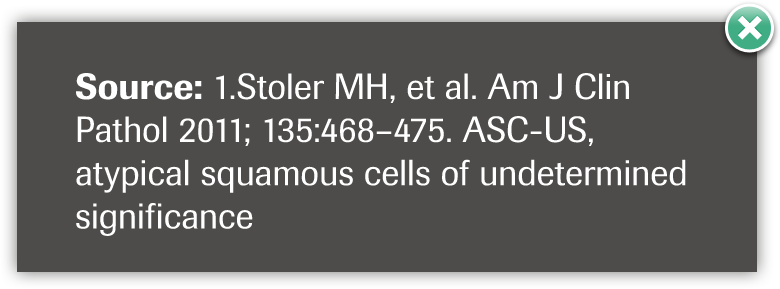 Source: 1.Stoler MH, et al. Am J Clin
Pathol 2011; 135:468–475. ASC-US,
atypical squamous cells of undetermined
significance